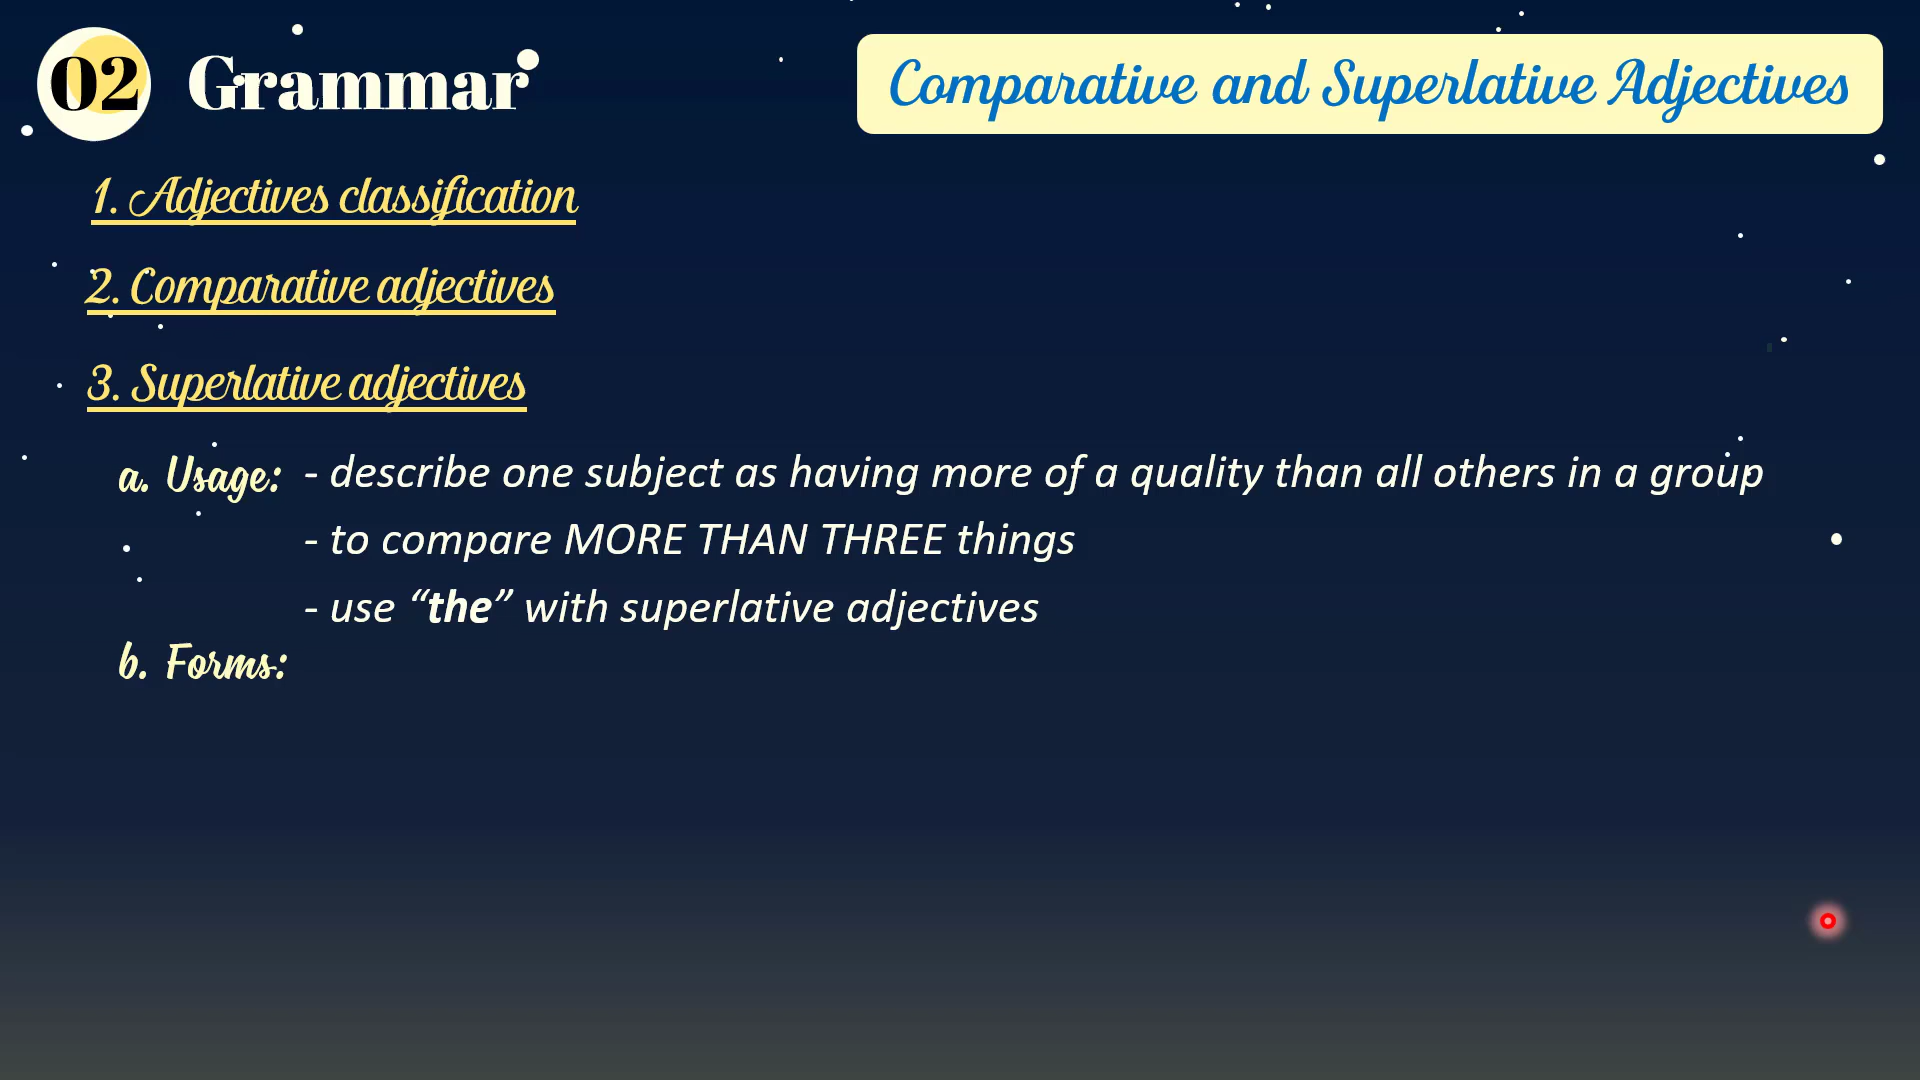 02 Grammar
Comparative and Superlative Adjectives
1. Adjectives classification
2. Comparative adjectives
3. Superlative adjectives
a. Usage: - describe one subject as having more of a quality than all others in a group
- to compare MORE THAN THREE things
- use “the” with superlative adjectives
b. Forms: